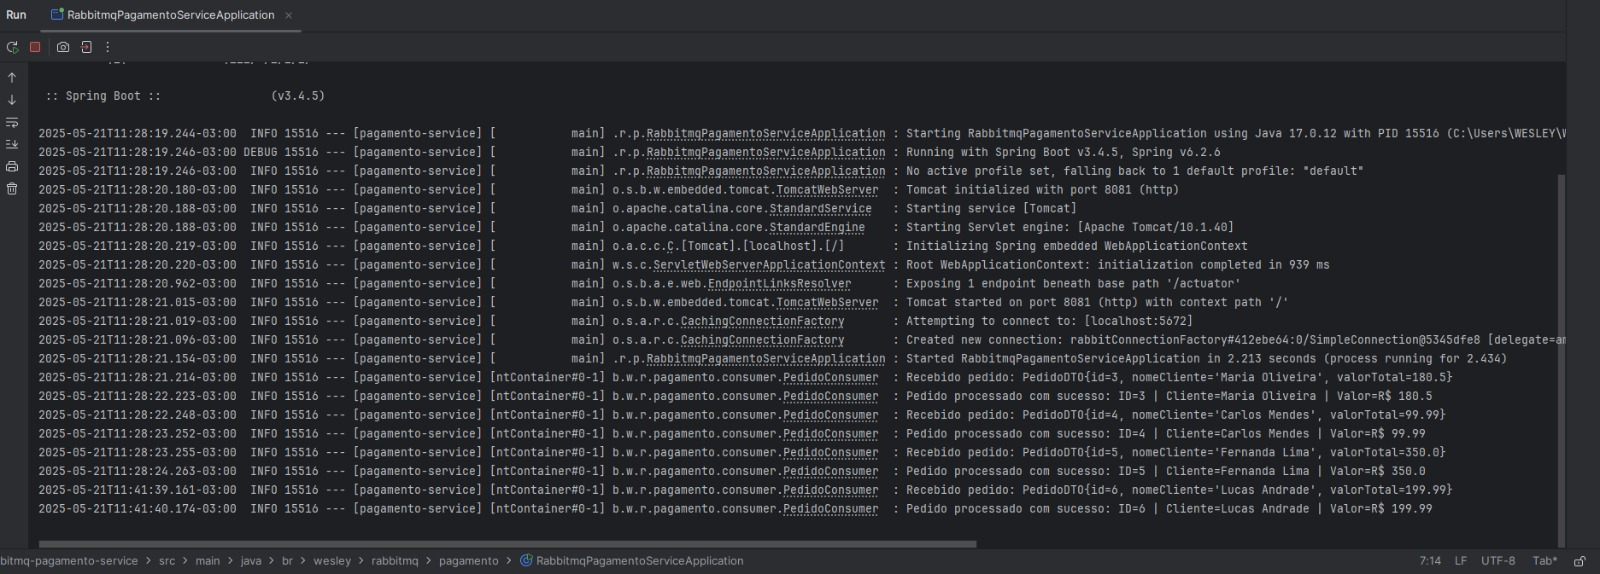 Run RabbitmqPagamentoServiceApplication ×
:: Spring Boot :: (v3.4.5)
2025-05-21T11:28:19.244-03:00 INFO 15516 --- [pagamento-service] [ main] .r.p.RabbitmqPagamentoServiceApplication : Starting RabbitmqPagamentoServiceApplication using Java 17.0.12 with PID 15516 (C:\Users\WESLEY\W
2025-05-21T11:28:19.246-03:00 DEBUG 15516 --- [pagamento-service] [ main] .r.p.RabbitmqPagamentoServiceApplication : Running with Spring Boot v3.4.5, Spring v6.2.6
2025-05-21T11:28:19.246-03:00 INFO 15516 --- [pagamento-service] [ main] .r.p.RabbitmqPagamentoServiceApplication : No active profile set, falling back to 1 default profile: "default"
2025-05-21T11:28:20.180-03:00 INFO 15516 --- [pagamento-service] [ main] o.s.b.w.embedded.tomcat.TomcatWebServer : Tomcat initialized with port 8081 (http)
2025-05-21T11:28:20.188-03:00 INFO 15516 --- [pagamento-service] [ main] o.apache.catalina.core.StandardService : Starting service [Tomcat]
2025-05-21T11:28:20.188-03:00 INFO 15516 --- [pagamento-service] [ main] o.apache.catalina.core.StandardEngine : Starting Servlet engine: [Apache Tomcat/10.1.40]
2025-05-21T11:28:20.219-03:00 INFO 15516 --- [pagamento-service] [ main] o.a.c.c.C.[Tomcat].[localhost].[/] : Initializing Spring embedded WebApplicationContext
2025-05-21T11:28:20.220-03:00 INFO 15516 --- [pagamento-service] [ main] w.s.c.ServletWebServerApplicationContext : Root WebApplicationContext: initialization completed in 939 ms
2025-05-21T11:28:20.962-03:00 INFO 15516 --- [pagamento-service] [ main] o.s.b.a.e.web.EndpointLinksResolver : Exposing 1 endpoint beneath base path '/actuator'
2025-05-21T11:28:21.015-03:00 INFO 15516 --- [pagamento-service] [ main] o.s.b.w.embedded.tomcat.TomcatWebServer : Tomcat started on port 8081 (http) with context path '/'
2025-05-21T11:28:21.019-03:00 INFO 15516 --- [pagamento-service] [ main] o.s.a.r.c.CachingConnectionFactory : Attempting to connect to: [localhost:5672]
2025-05-21T11:28:21.096-03:00 INFO 15516 --- [pagamento-service] [ main] o.s.a.r.c.CachingConnectionFactory : Created new connection: rabbitConnectionFactory#412ebe64:0/SimpleConnection@5345dfe8 [delegate=am
2025-05-21T11:28:21.154-03:00 INFO 15516 --- [pagamento-service] [ main] .r.p.RabbitmqPagamentoServiceApplication : Started RabbitmqPagamentoServiceApplication in 2.213 seconds (process running for 2.434)
2025-05-21T11:28:21.214-03:00 INFO 15516 --- [pagamento-service] [ntContainer#0-1] b.w.r.pagamento.consumer.PedidoConsumer : Recebido pedido: PedidoDTO{id=3, nomeCliente='Maria Oliveira', valorTotal=180.5}
2025-05-21T11:28:22.223-03:00 INFO 15516 --- [pagamento-service] [ntContainer#0-1] b.w.r.pagamento.consumer.PedidoConsumer : Pedido processado com sucesso: ID=3 | Cliente=Maria Oliveira | Valor=R$ 180.5
2025-05-21T11:28:22.248-03:00 INFO 15516 --- [pagamento-service] [ntContainer#0-1] b.w.r.pagamento.consumer.PedidoConsumer : Recebido pedido: PedidoDTO{id=4, nomeCliente='Carlos Mendes', valorTotal=99.99}
2025-05-21T11:28:23.252-03:00 INFO 15516 --- [pagamento-service] [ntContainer#0-1] b.w.r.pagamento.consumer.PedidoConsumer : Pedido processado com sucesso: ID=4 | Cliente=Carlos Mendes | Valor=R$ 99.99
2025-05-21T11:28:23.255-03:00 INFO 15516 --- [pagamento-service] [ntContainer#0-1] b.w.r.pagamento.consumer.PedidoConsumer : Recebido pedido: PedidoDTO{id=5, nomeCliente='Fernanda Lima', valorTotal=350.0}
2025-05-21T11:28:24.263-03:00 INFO 15516 --- [pagamento-service] [ntContainer#0-1] b.w.r.pagamento.consumer.PedidoConsumer : Pedido processado com sucesso: ID=5 | Cliente=Fernanda Lima | Valor=R$ 350.0
2025-05-21T11:41:39.161-03:00 INFO 15516 --- [pagamento-service] [ntContainer#0-1] b.w.r.pagamento.consumer.PedidoConsumer : Recebido pedido: PedidoDTO{id=6, nomeCliente='Lucas Andrade', valorTotal=199.99}
2025-05-21T11:41:40.174-03:00 INFO 15516 --- [pagamento-service] [ntContainer#0-1] b.w.r.pagamento.consumer.PedidoConsumer : Pedido processado com sucesso: ID=6 | Cliente=Lucas Andrade | Valor=R$ 199.99
bitmq-pagamento-service > src > main > java > br > wesley > rabbitmq > pagamento > RabbitmqPagamentoServiceApplication 7:14 LF UTF-8 Tab*